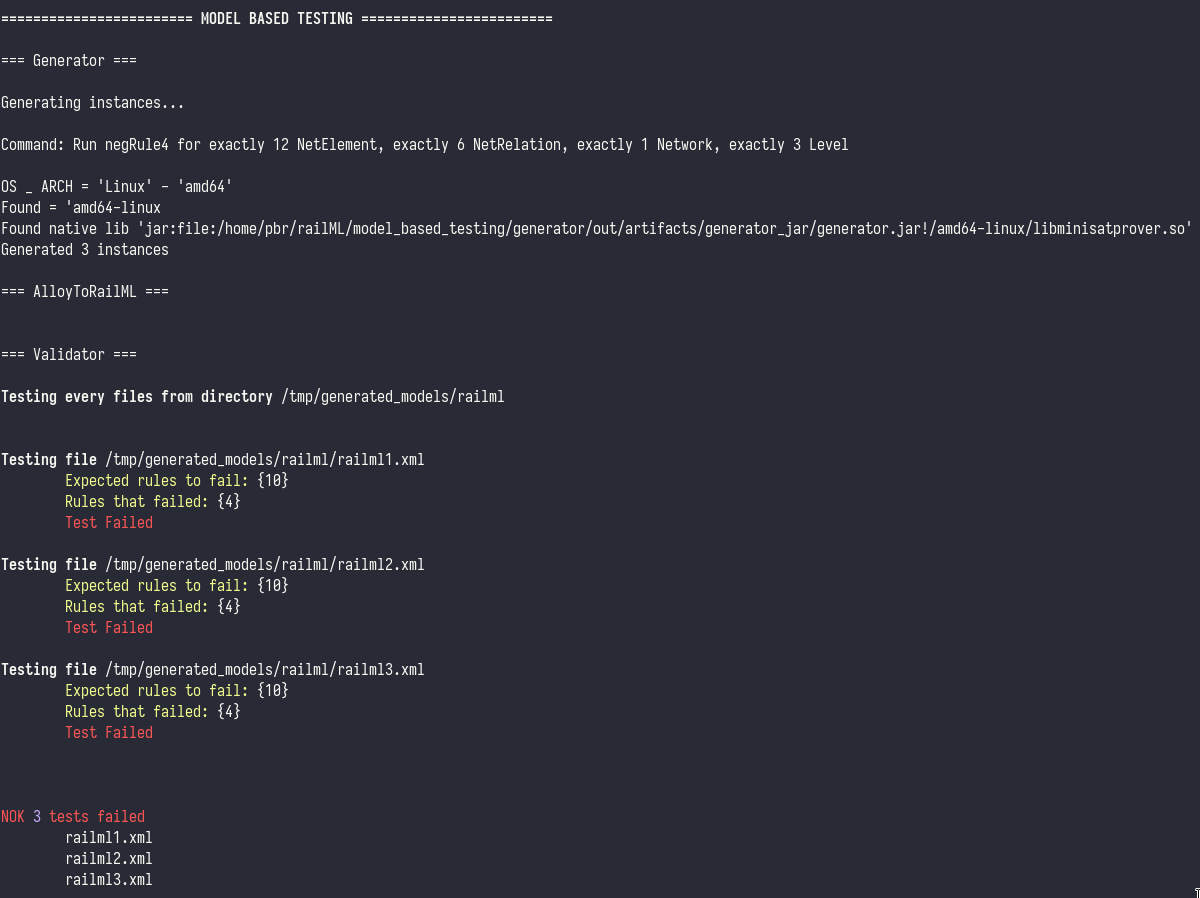 ======================== MODEL BASED TESTING ========================
=== Generator ===
Generating instances...
Command: Run negRule4 for exactly 12 NetElement, exactly 6 NetRelation, exactly 1 Network, exactly 3 Level
OS _ ARCH = 'Linux' - 'amd64'
Found = 'amd64-linux
Found native lib 'jar:file:/home/pbr/railML/model_based_testing/generator/out/artifacts/generator_jar/generator.jar!/amd64-linux/libminisatprover.so'
Generated 3 instances
=== AlloyToRailML ===
=== Validator ===
Testing every files from directory /tmp/generated_models/railml
Testing file /tmp/generated_models/railml/railml1.xml
Expected rules to fail: {10}
Rules that failed: {4}
Test Failed
Testing file /tmp/generated_models/railml/railml2.xml
Expected rules to fail: {10}
Rules that failed: {4}
Test Failed
Testing file /tmp/generated_models/railml/railml3.xml
Expected rules to fail: {10}
Rules that failed: {4}
Test Failed
NOK 3 tests failed
railml1.xml
railml2.xml
railml3.xml